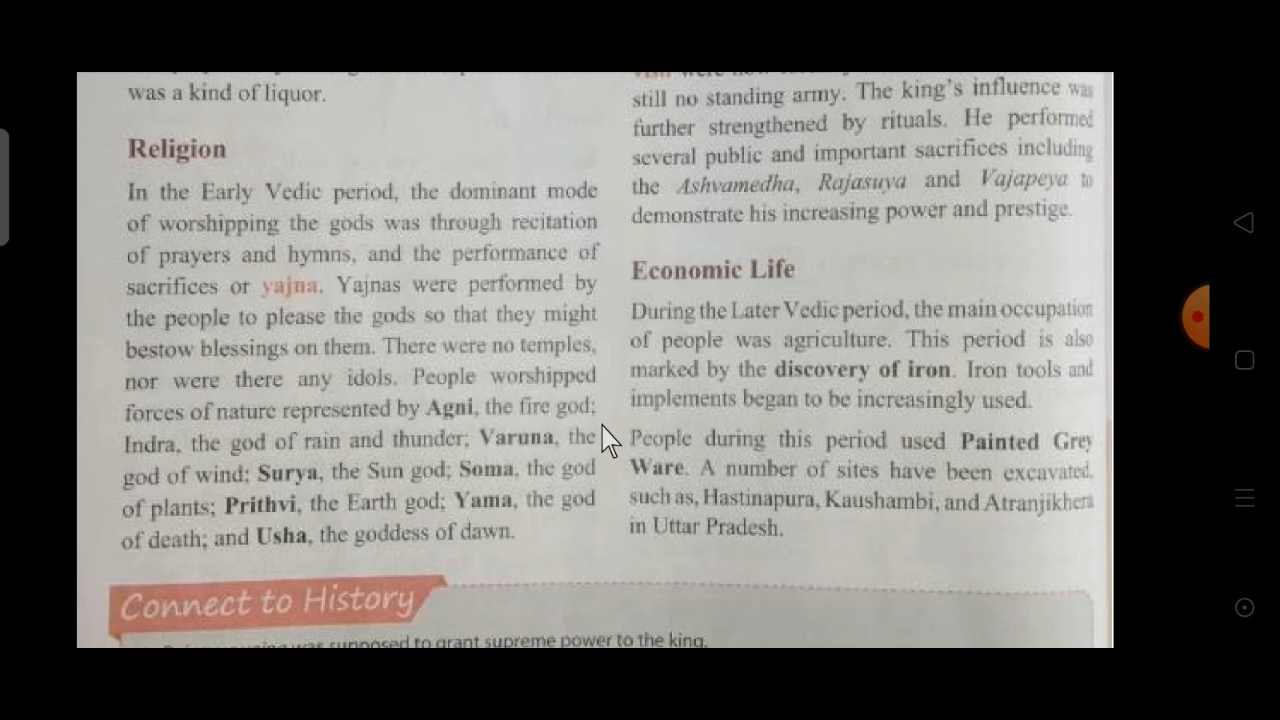 was a kind of liquor.
Religion
In the Early Vedic period, the dominant mode
of worshipping the gods was through recitation
of prayers and hymns, and the performance of
sacrifices or yajna. Yajnas were performed by
the people to please the gods so that they might
bestow blessings on them. There were no temples,
nor were there any idols. People worshipped
forces of nature represented by Agni, the fire god;
Indra, the god of rain and thunder; Varuna, the
god of wind; Surya, the Sun god; Soma, the god
of plants; Prithvi, the Earth god; Yama, the god
of death; and Usha, the goddess of dawn.
still no standing army. The king's influence was
further strengthened by rituals. He performed
several public and important sacrifices including
the Ashvamedha, Rajasuya and Vajapeya to
demonstrate his increasing power and prestige.
Economic Life
During the Later Vedic period, the main occupation
of people was agriculture. This period is also
marked by the discovery of iron. Iron tools and
implements began to be increasingly used.
People during this period used Painted Grey
Ware. A number of sites have been excavated,
such as, Hastinapura, Kaushambi, and Atranjikhera
in Uttar Pradesh.
Connect to History
was supposed to grant supreme power to the king.